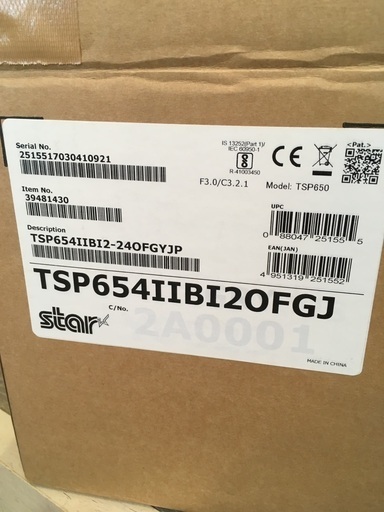 Serial No.
2515517030410921
IS 13252(Part 1)/
IEC 60950-1
R-41003450
CE
<Pat.>
F3.0/C3.2.1
Model: TSP650
Item No.
39481430
UPC
0 88047 25155 5
Description
TSP654IIBI2-24OFGYJP
EAN(JAN)
4 951319 251552
TSP654IIBI2OFGJ
C/No.
star
2A0001
MADE IN CHINA